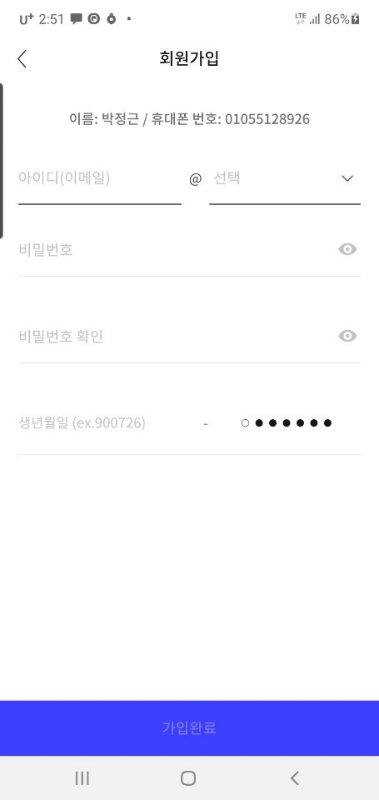 U⁺ 2:51 LTE 86%
회원가입
이름: 박정근 / 휴대폰 번호: 01055128926
아이디(이메일) @ 선택
비밀번호
비밀번호 확인
생년월일 (ex.900726) - ○●●●●●●
가입완료